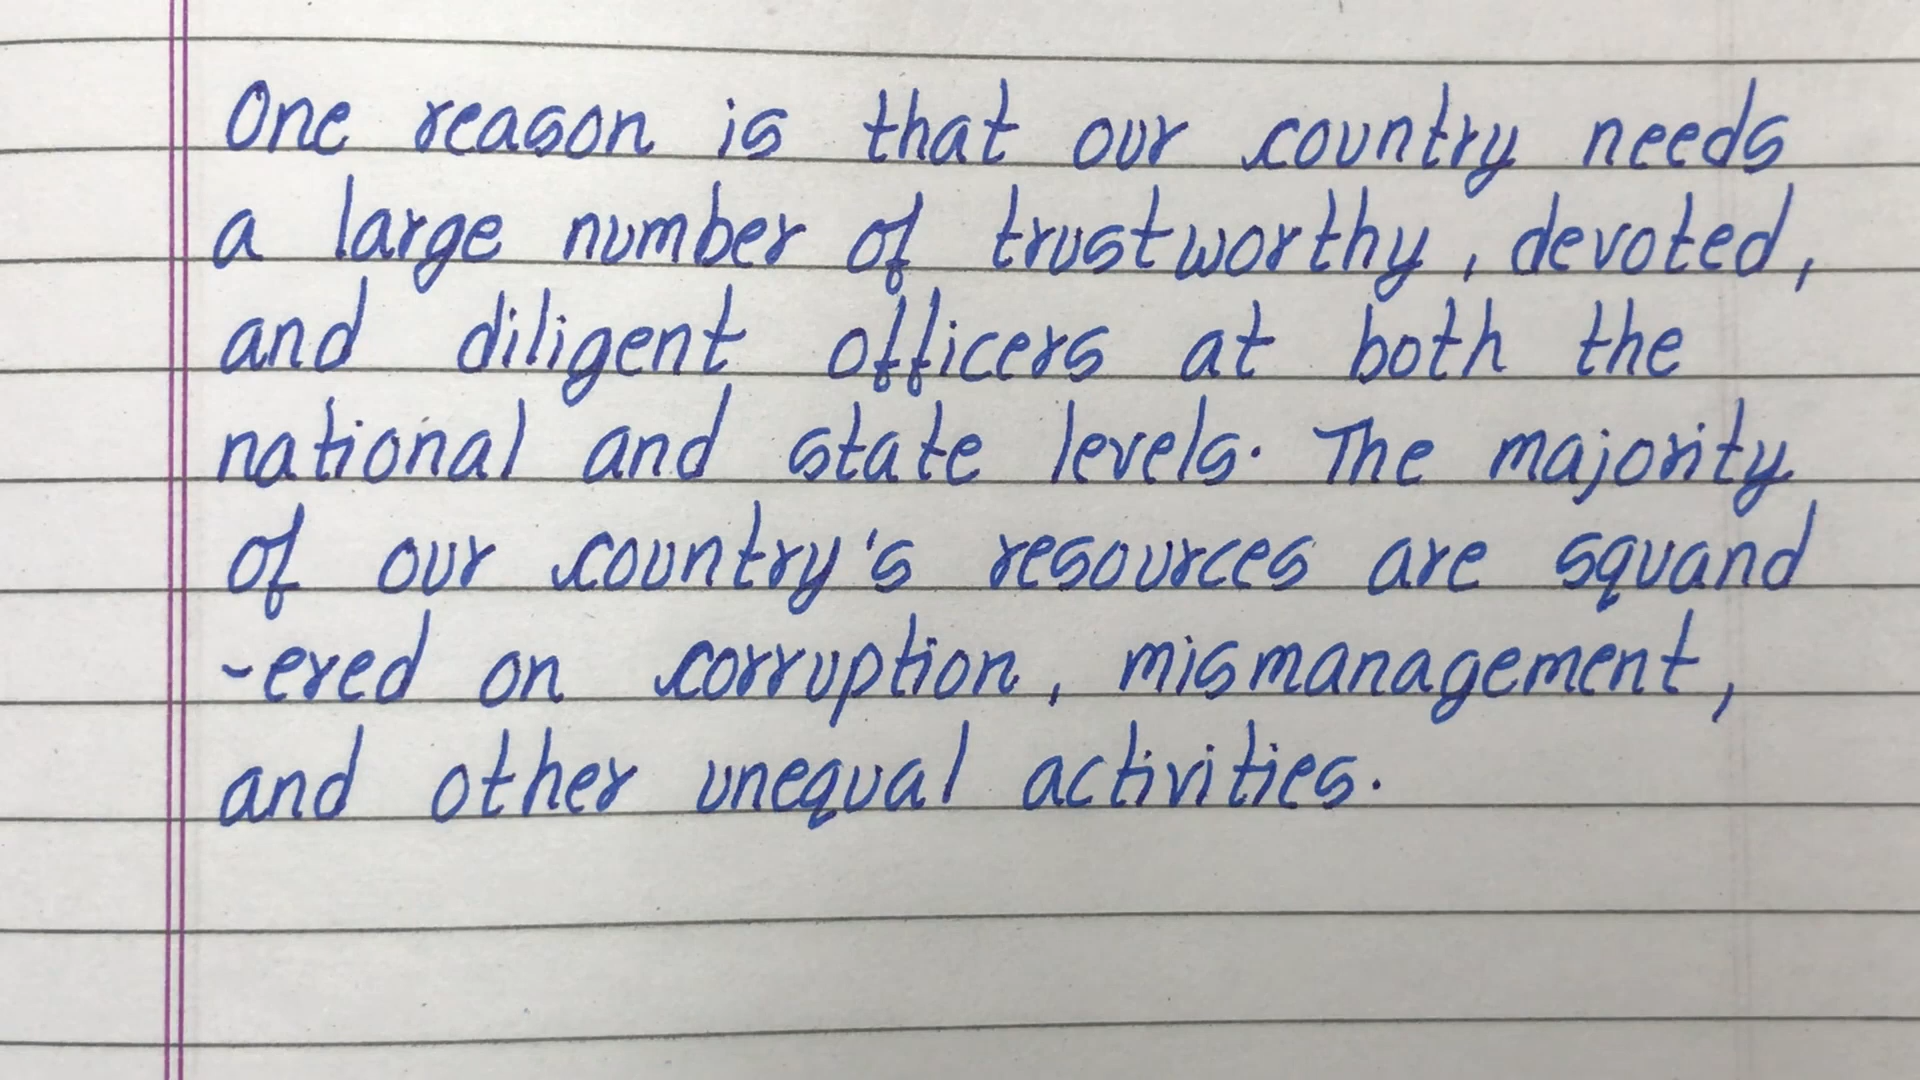 One reason is that our country needs
a large number of trustworthy, devoted,
and diligent officers at both the
national and state levels. The majority
of our country's resources are squand
-ered on corruption, mismanagement,
and other unequal activities.